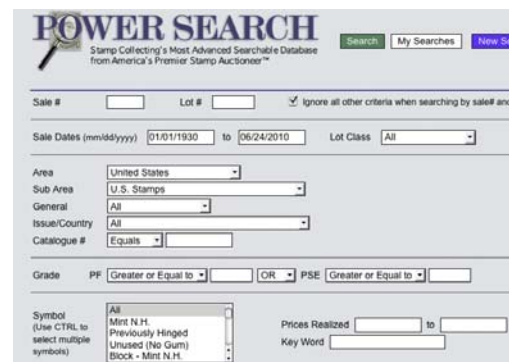 POWER SEARCH
Stamp Collecting's Most Advanced Searchable Database
from America's Premier Stamp Auctioneer™
Search My Searches New
Sale # Lot # Ignore all other criteria when searching by sale#
Sale Dates (mm/dd/yyyy) 01/01/1930 to 06/24/2010 Lot Class All
Area United States
Sub Area U.S. Stamps
General All
Issue/Country All
Catalogue # Equals
Grade PF Greater or Equal to OR PSE Greater or Equal to
Symbol
(Use CTRL to
select multiple
symbols)
All
Mint N.H.
Previously Hinged
Unused (No Gum)
Block - Mint N.H.
Prices Realized to
Key Word